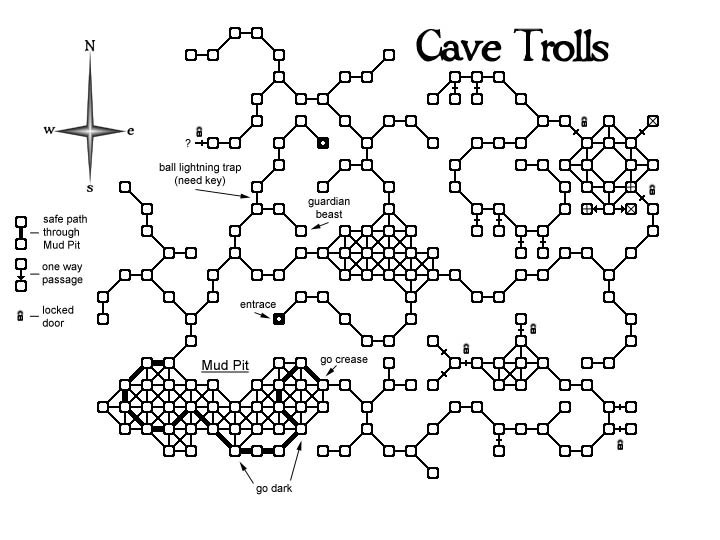 Cave Trolls
N
w
e
s
?
ball lightning trap
(need key)
guardian
beast
safe path
through
Mud Pit
one way
passage
locked
door
entrace
Mud Pit
go crease
go dark